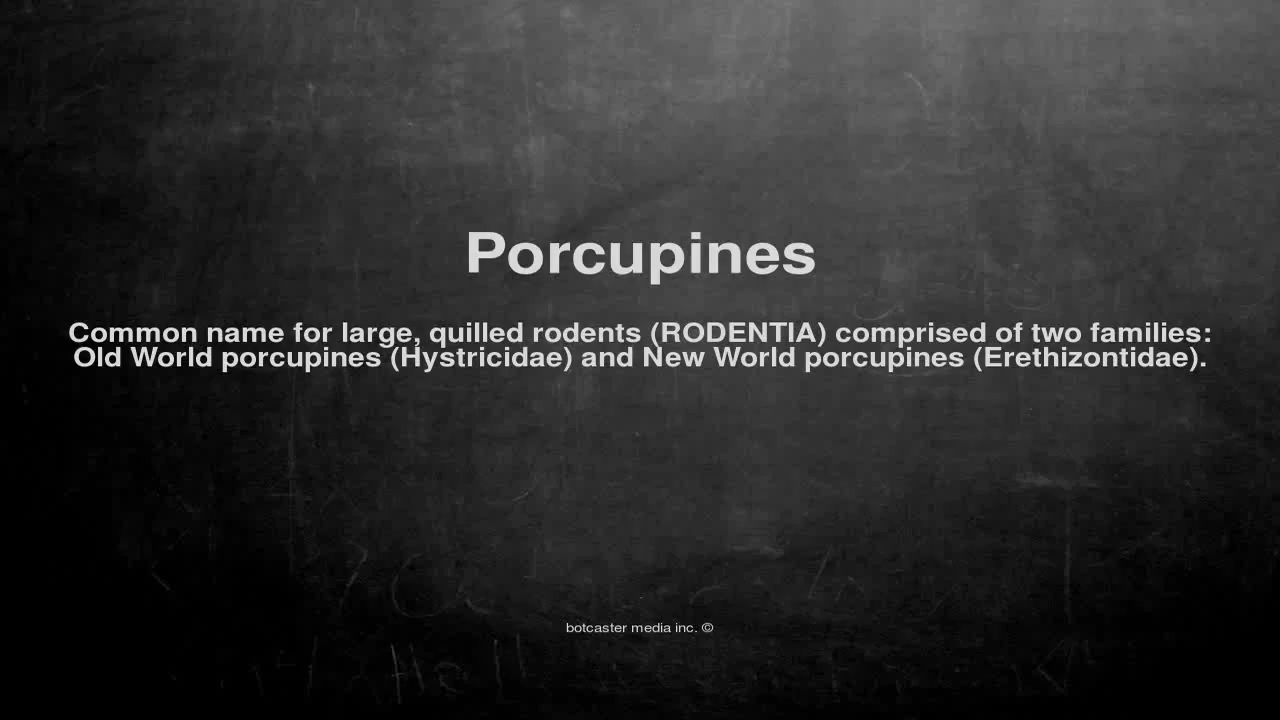 Porcupines
Common name for large, quilled rodents (RODENTIA) comprised of two families:
Old World porcupines (Hystricidae) and New World porcupines (Erethizontidae).
botcaster media inc. ©